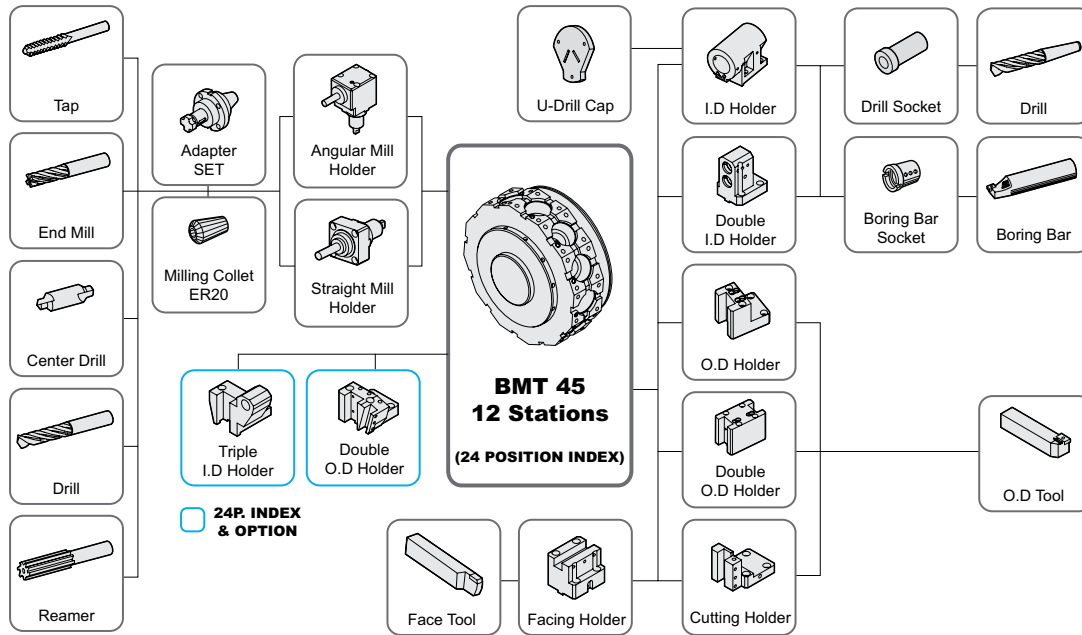 Tap
End Mill
Center Drill
Drill
Reamer
Adapter
SET
Milling Collet
ER20
Angular Mill
Holder
Straight Mill
Holder
Triple
I.D Holder
Double
O.D Holder
24P. INDEX
& OPTION
BMT 45
12 Stations
(24 POSITION INDEX)
U-Drill Cap
I.D Holder
Drill Socket
Drill
Double
I.D Holder
Boring Bar
Socket
Boring Bar
O.D Holder
Double
O.D Holder
O.D Tool
Face Tool
Facing Holder
Cutting Holder